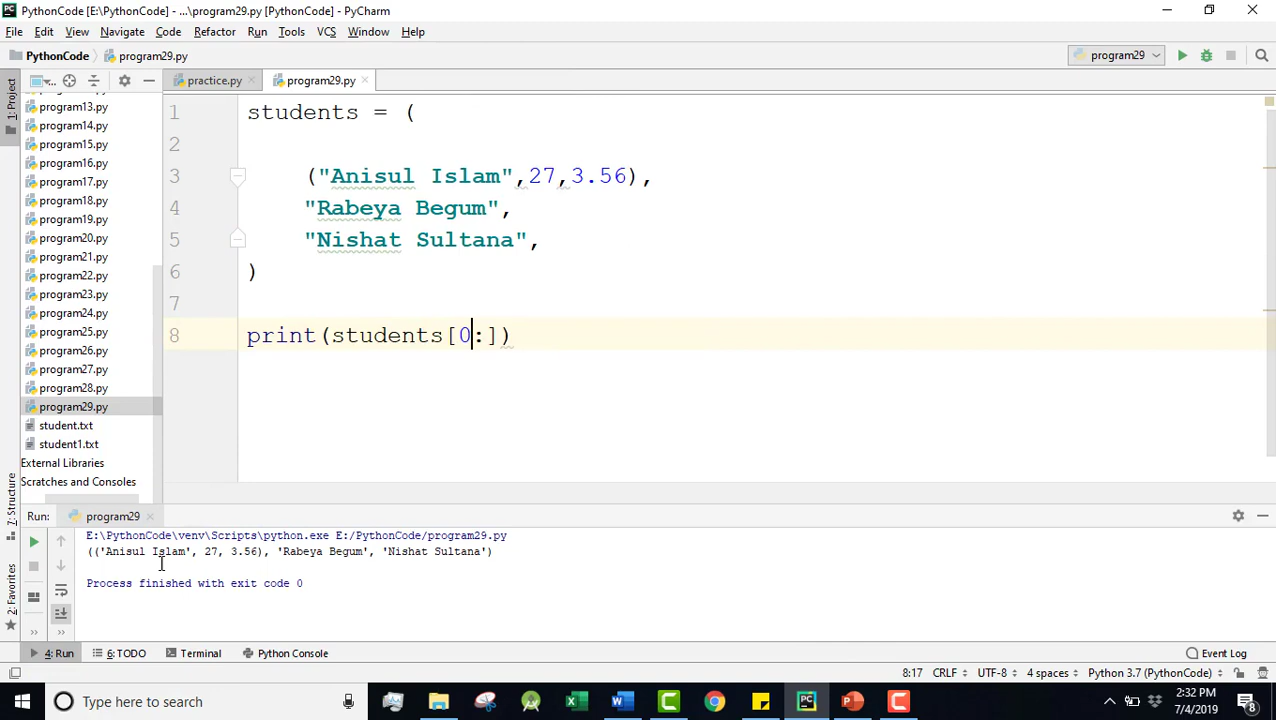 PythonCode [E:\PythonCode] - ...\program29.py [PythonCode] - PyCharm
File Edit View Navigate Code Refactor Run Tools VCS Window Help
PythonCode program29.py program29
1: Project
practice.py program29.py
program13.py
program14.py
program15.py
program16.py
program17.py
program18.py
program19.py
program20.py
program21.py
program22.py
program23.py
program24.py
program25.py
program26.py
program27.py
program28.py
program29.py
student.txt
student1.txt
External Libraries
Scratches and Consoles
1 students = (
2
3 ("Anisul Islam",27,3.56),
4 "Rabeya Begum",
5 "Nishat Sultana",
6 )
7
8 print(students[0:])
7: Structure
2: Favorites
Run: program29
E:\PythonCode\venv\Scripts\python.exe E:/PythonCode/program29.py
(('Anisul Islam', 27, 3.56), 'Rabeya Begum', 'Nishat Sultana')
Process finished with exit code 0
4: Run 6: TODO Terminal Python Console Event Log
8:17 CRLF UTF-8 4 spaces Python 3.7 (PythonCode)
Type here to search
2:32 PM
7/4/2019
8